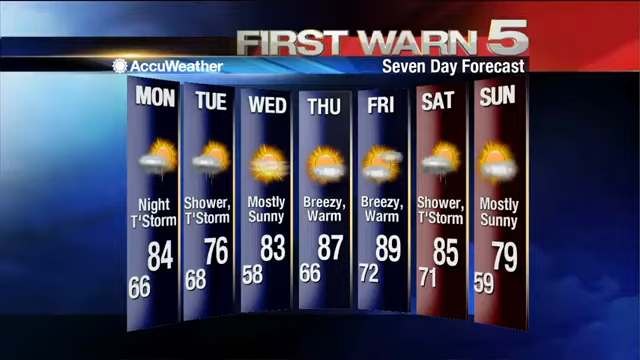 FIRST WARN 5
AccuWeather
Seven Day Forecast
MON TUE WED THU FRI SAT SUN
Night T'Storm
Shower, T'Storm
Mostly Sunny
Breezy, Warm
Breezy, Warm
Shower, T'Storm
Mostly Sunny
84 76 83 87 89 85 79
66 68 58 66 72 71 59